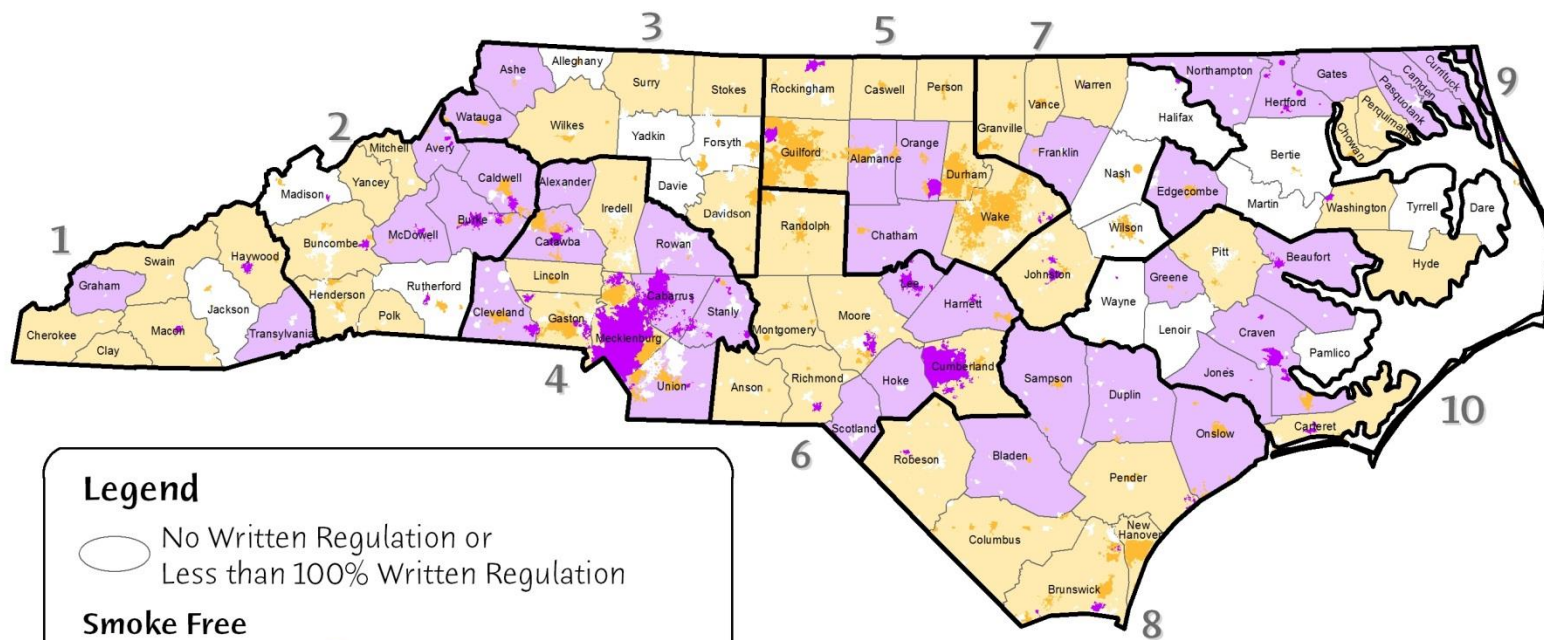 1
2
3
4
5
6
7
8
9
10
Ashe
Alleghany
Surry
Stokes
Rockingham
Caswell
Person
Granville
Vance
Warren
Northampton
Gates
Hertford
Currituck
Camden
Pasquotank
Perquimans
Chowan
Halifax
Watauga
Wilkes
Yadkin
Forsyth
Guilford
Alamance
Orange
Durham
Franklin
Nash
Bertie
Mitchell
Avery
Caldwell
Alexander
Davie
Iredell
Davidson
Randolph
Chatham
Wake
Edgecombe
Martin
Washington
Tyrrell
Dare
Madison
Yancey
Burke
McDowell
Catawba
Rowan
Wilson
Johnston
Pitt
Beaufort
Hyde
Buncombe
Haywood
Swain
Graham
Jackson
Henderson
Rutherford
Polk
Cleveland
Lincoln
Gaston
Cabarrus
Mecklenburg
Stanly
Union
Anson
Montgomery
Moore
Lee
Harnett
Wayne
Greene
Lenoir
Craven
Pamlico
Jones
Carteret
Cherokee
Clay
Macon
Transylvania
Richmond
Scotland
Hoke
Cumberland
Sampson
Duplin
Onslow
Robeson
Bladen
Pender
Columbus
New
Hanover
Brunswick
Legend
No Written Regulation or
Less than 100% Written Regulation
Smoke Free